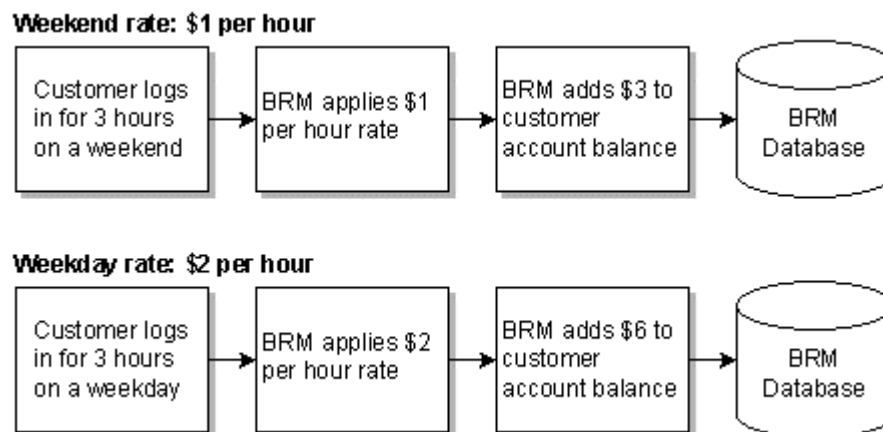 Weekend rate: $1 per hour
Customer logs
in for 3 hours
on a weekend
BRM applies $1
per hour rate
BRM adds $3 to
customer
account balance
BRM
Database
Weekday rate: $2 per hour
Customer logs
in for 3 hours
on a weekday
BRM applies $2
per hour rate
BRM adds $6 to
customer
account balance
BRM
Database